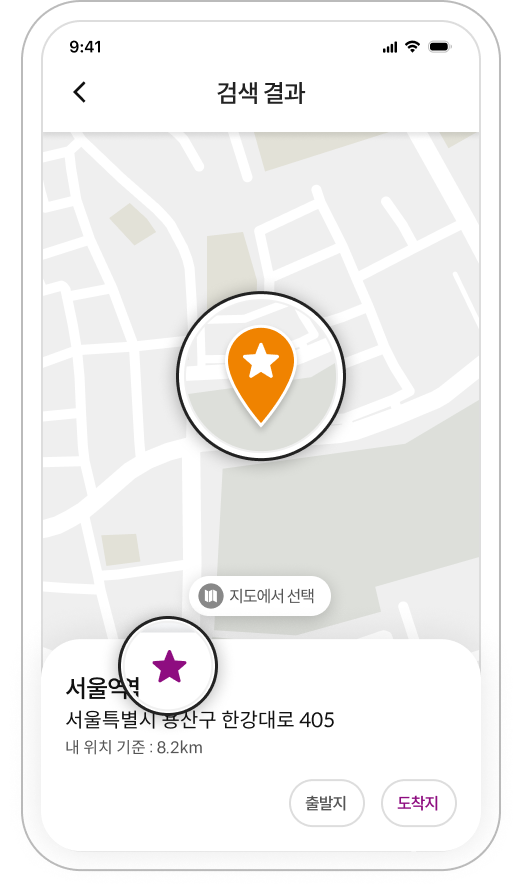 9:41
검색 결과
지도에서 선택
서울역
서울특별시 용산구 한강대로 405
내 위치 기준 : 8.2km
출발지
도착지